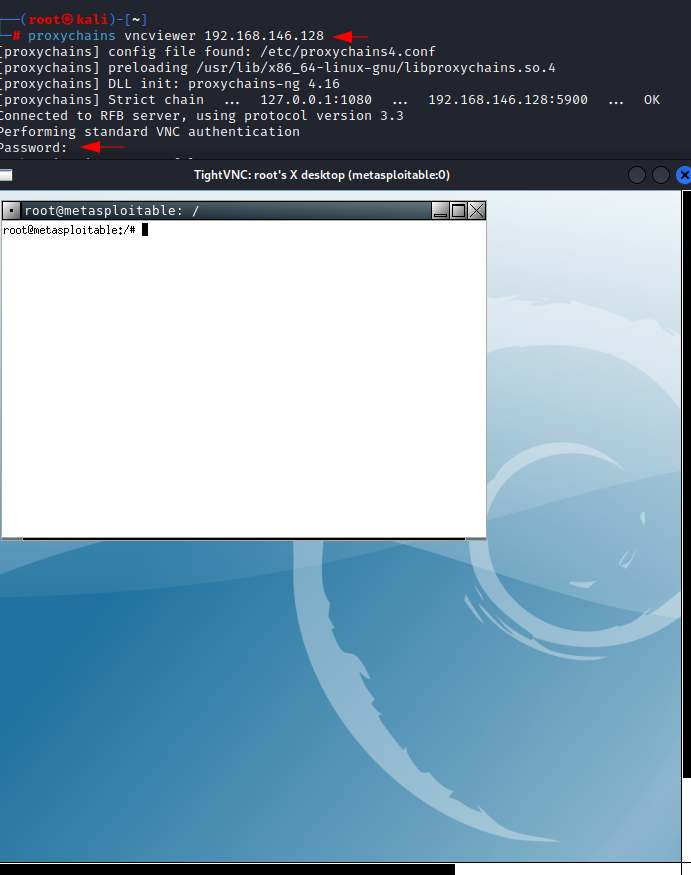 (root㉿kali)-[~]
# proxychains vncviewer 192.168.146.128
[proxychains] config file found: /etc/proxychains4.conf
[proxychains] preloading /usr/lib/x86_64-linux-gnu/libproxychains.so.4
[proxychains] DLL init: proxychains-ng 4.16
[proxychains] Strict chain ... 127.0.0.1:1080 ... 192.168.146.128:5900 ... OK
Connected to RFB server, using protocol version 3.3
Performing standard VNC authentication
Password:
TightVNC: root's X desktop (metasploitable:0)
root@metasploitable: /
root@metasploitable:/#